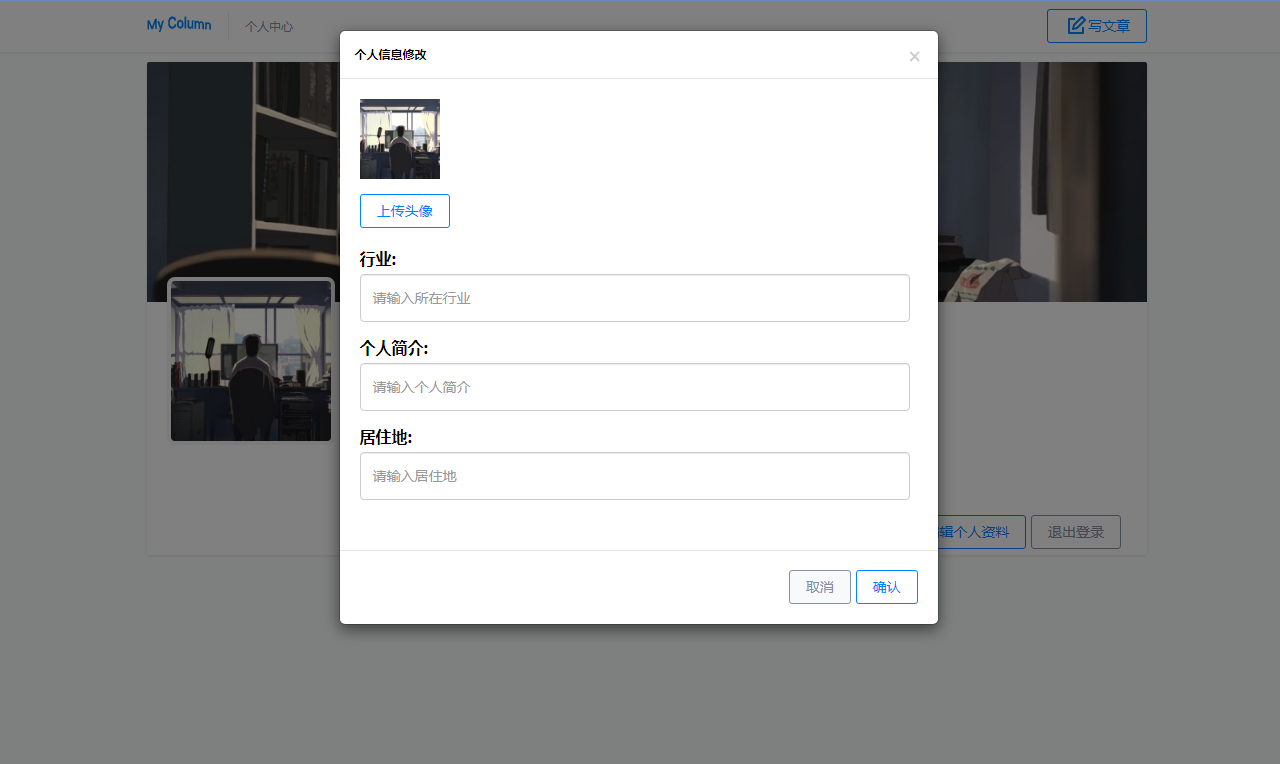 My Column
个人中心
写文章
个人信息修改
×
上传头像
行业:
请输入所在行业
个人简介:
请输入个人简介
居住地:
请输入居住地
辑个人资料
退出登录
取消
确认